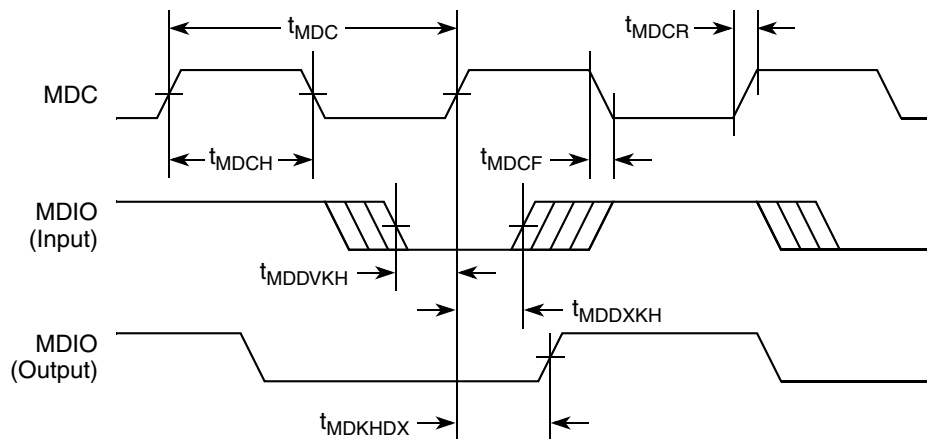 tMDC
tMDCR
MDC
tMDCH
tMDCF
MDIO
(Input)
tMDDVKH
tMDDXKH
MDIO
(Output)
tMDKHDX